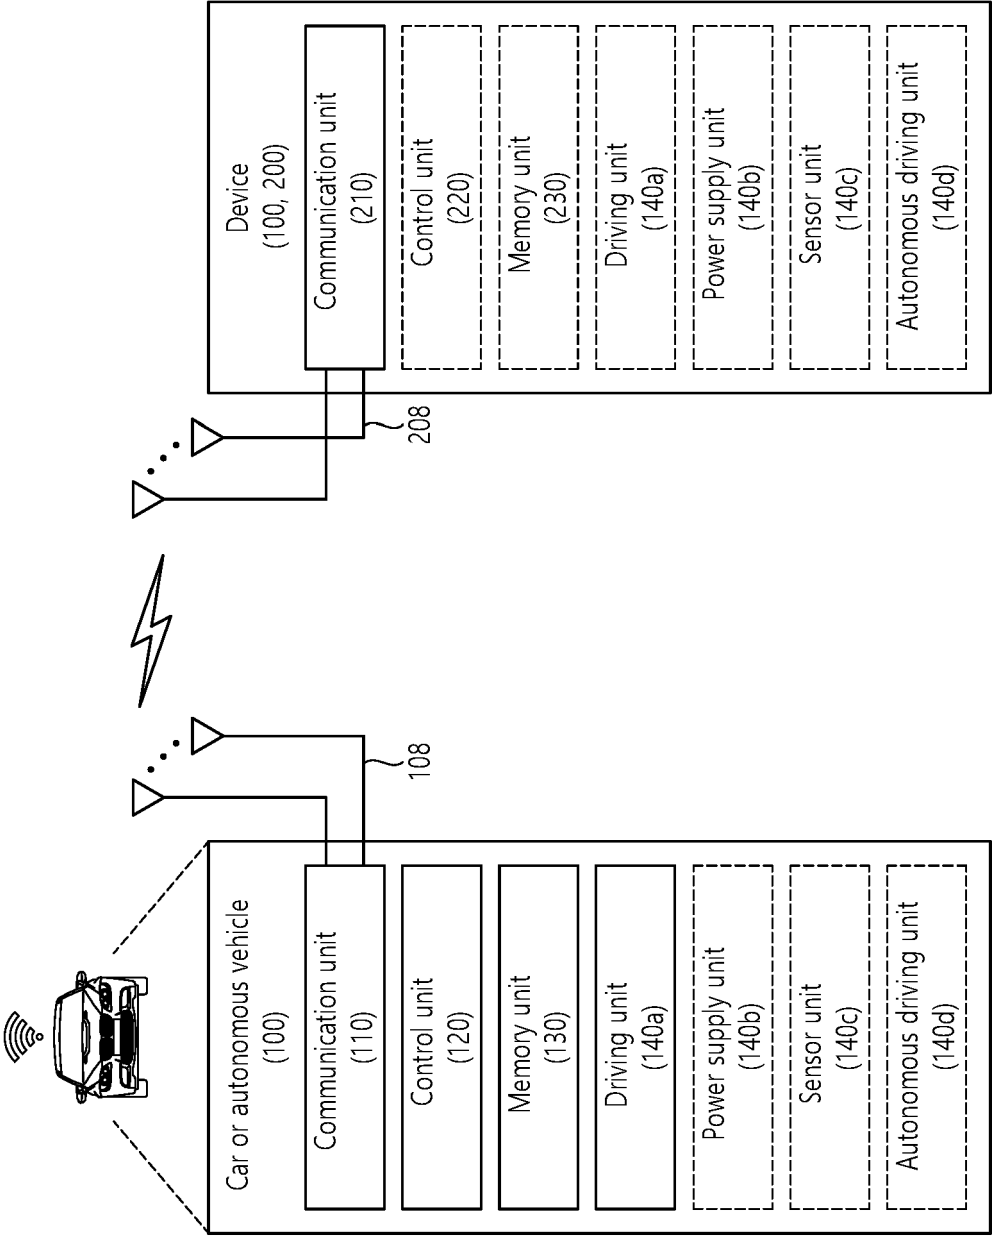 Car or autonomous vehicle
(100)
Communication unit
(110)
Control unit
(120)
Memory unit
(130)
Driving unit
(140a)
Power supply unit
(140b)
Sensor unit
(140c)
Autonomous driving unit
(140d)
108
208
Device
(100, 200)
Communication unit
(210)
Control unit
(220)
Memory unit
(230)
Driving unit
(140a)
Power supply unit
(140b)
Sensor unit
(140c)
Autonomous driving unit
(140d)